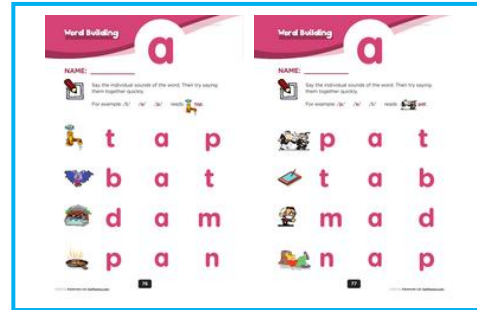 Word Building
a
NAME:
Say the individual sounds of the word. Then try saying
them together quickly.
For example /t/ /a/ /p/ reads tap
t a p
b a t
d a m
p a n
76
Word Building
a
NAME:
Say the individual sounds of the word. Then try saying
them together quickly.
For example /p/ /a/ /t/ reads pat
p a t
t a b
m a d
n a p
77